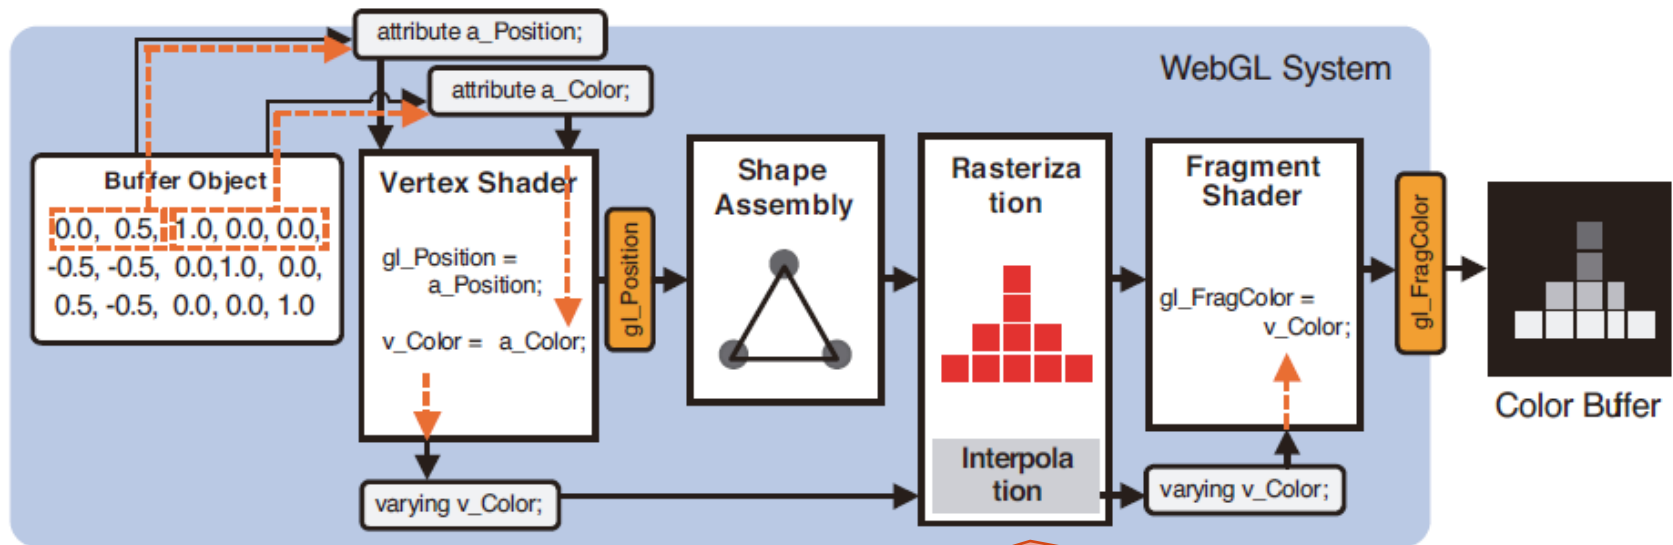 attribute a_Position;
attribute a_Color;
WebGL System
Buffer Object
0.0, 0.5, 1.0, 0.0, 0.0,
-0.5, -0.5, 0.0,1.0, 0.0,
0.5, -0.5, 0.0, 0.0, 1.0
Vertex Shader
gl_Position =
a_Position;
v_Color = a_Color;
gl_Position
Shape
Assembly
Rasteriza
tion
Interpola
tion
Fragment
Shader
gl_FragColor =
v_Color;
gl_FragColor
Color Buffer
varying v_Color;
varying v_Color;